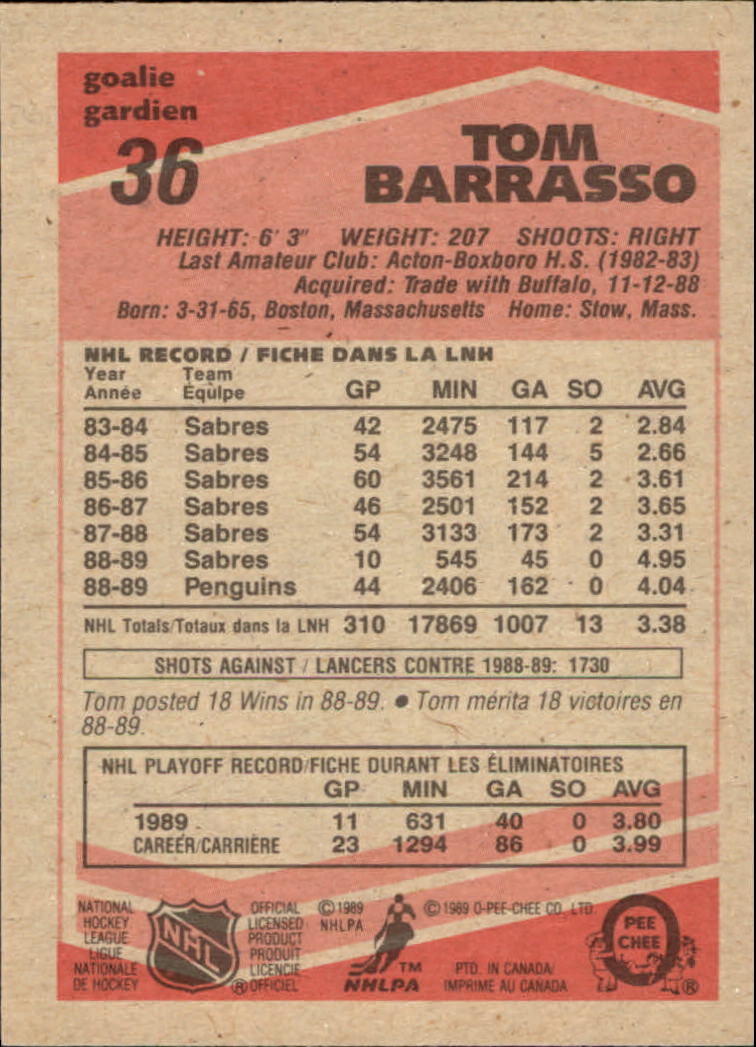 goalie
gardien
36
TOM
BARRASSO
HEIGHT: 6' 3" WEIGHT: 207 SHOOTS: RIGHT
Last Amateur Club: Acton-Boxboro H.S. (1982-83)
Acquired: Trade with Buffalo, 11-12-88
Born: 3-31-65, Boston, Massachusetts Home: Stow, Mass.
NHL RECORD / FICHE DANS LA LNH
Year Team
Année Équipe GP MIN GA SO AVG
83-84 Sabres 42 2475 117 2 2.84
84-85 Sabres 54 3248 144 5 2.66
85-86 Sabres 60 3561 214 2 3.61
86-87 Sabres 46 2501 152 2 3.65
87-88 Sabres 54 3133 173 2 3.31
88-89 Sabres 10 545 45 0 4.95
88-89 Penguins 44 2406 162 0 4.04
NHL Totals/Totaux dans la LNH 310 17869 1007 13 3.38
SHOTS AGAINST / LANCERS CONTRE 1988-89: 1730
Tom posted 18 Wins in 88-89. ● Tom mérita 18 victoires en
88-89.
NHL PLAYOFF RECORD/FICHE DURANT LES ÉLIMINATOIRES
GP MIN GA SO AVG
1989 11 631 40 0 3.80
CAREER/CARRIÈRE 23 1294 86 0 3.99
NATIONAL
HOCKEY
LEAGUE
LIGUE
NATIONALE
DE HOCKEY
NHL
OFFICIAL
LICENSED
PRODUCT
PRODUIT
LICENCIE
® OFFICIEL
© 1989
NHLPA
TM
NHLPA
© 1989 O-PEE-CHEE CO. LTD.
PTD. IN CANADA/
IMPRIME AU CANADA
PEE
CHEE
®